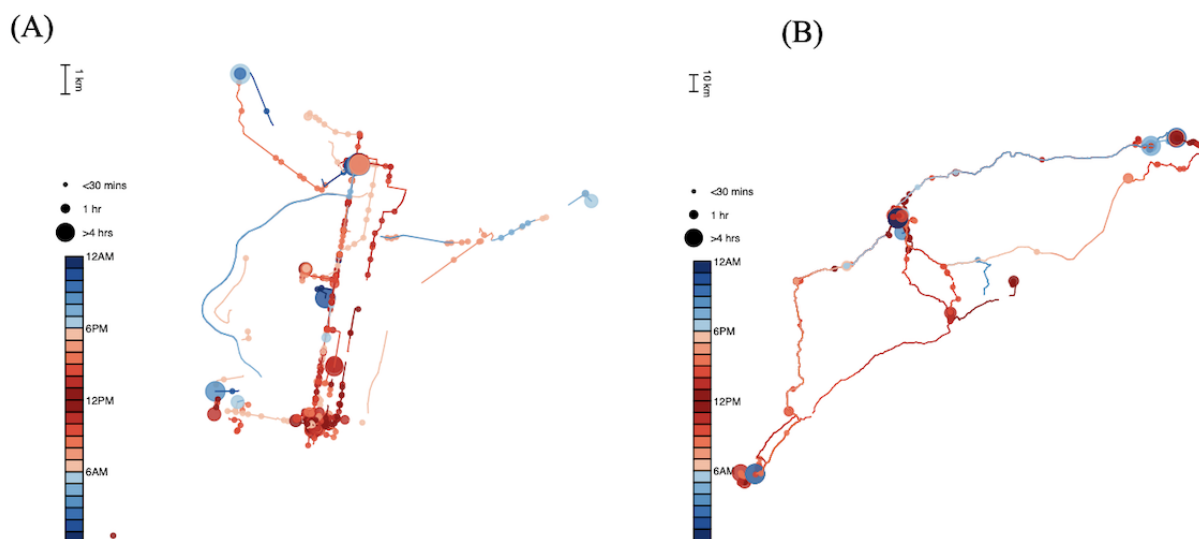 (A)
1 km
<30 mins
1 hr
>4 hrs
12AM
6PM
12PM
6AM
(B)
10 km
<30 mins
1 hr
>4 hrs
12AM
6PM
12PM
6AM